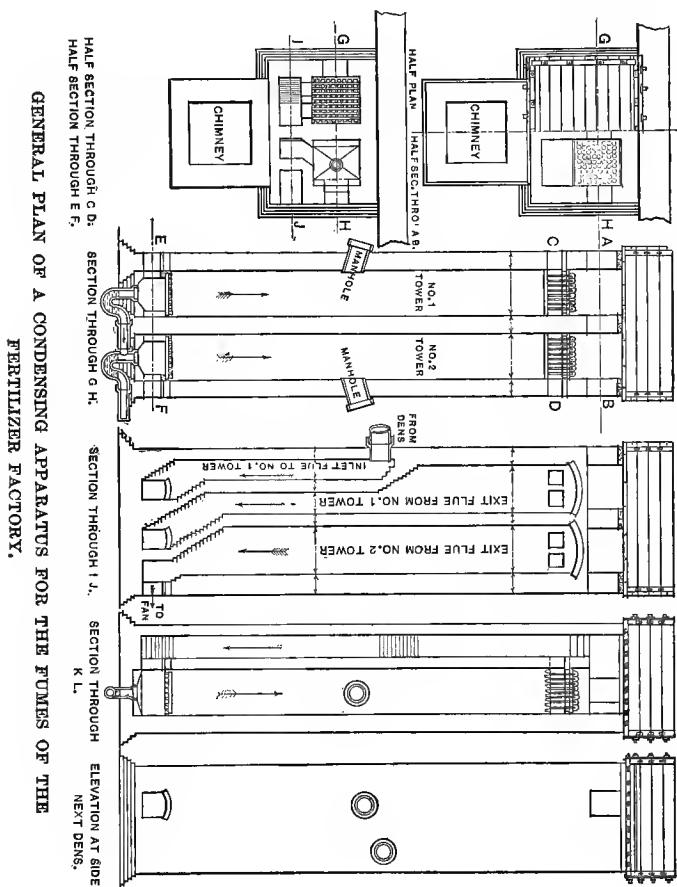 HALF PLAN
HALF SEC. THRO' A B.
G
H
CHIMNEY
G
H
J
J
CHIMNEY
HALF SECTION THROUGH C D:
HALF SECTION THROUGH E F,
A
B
C
D
NO.1
TOWER
NO.2
TOWER
MANHOLE
MANHOLE
E
F
SECTION THROUGH G H.
FROM
DENS
INLET FLUE TO NO.1 TOWER
EXIT FLUE FROM NO.1 TOWER
EXIT FLUE FROM NO.2 TOWER
TO
FAN
SECTION THROUGH I J.
SECTION THROUGH
K L.
ELEVATION AT SIDE
NEXT DENS.
GENERAL PLAN OF A CONDENSING APPARATUS FOR THE FUMES OF THE
FERTILIZER FACTORY.